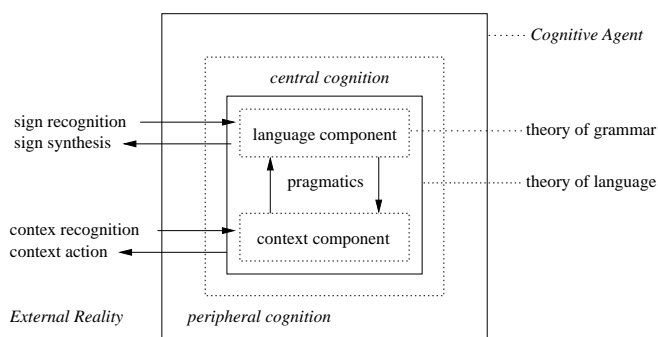 Cognitive Agent
central cognition
sign recognition
sign synthesis
language component
theory of grammar
pragmatics
theory of language
contex recognition
context action
context component
External Reality
peripheral cognition